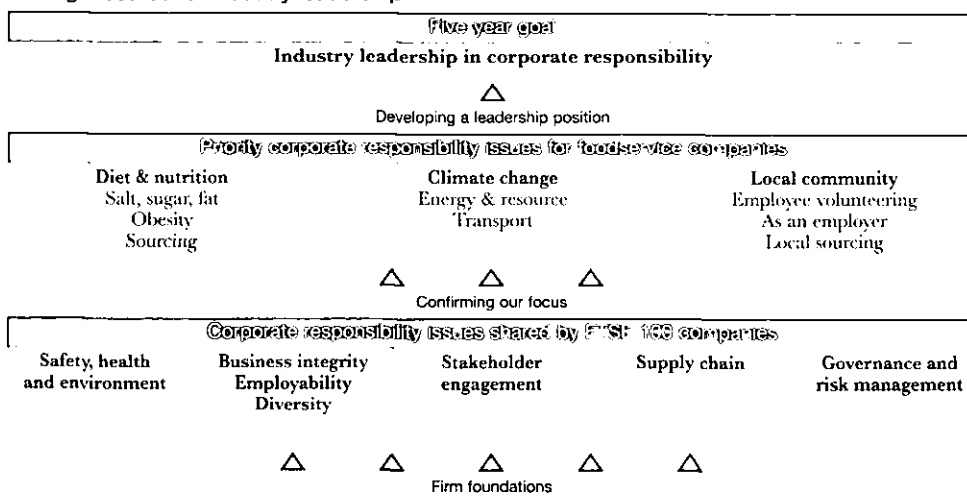 Five year goal
Industry leadership in corporate responsibility
Developing a leadership position
Priority corporate responsibility issues for foodservice companies
Diet & nutrition
Salt, sugar, fat
Obesity
Sourcing
Climate change
Energy & resource
Transport
Local community
Employee volunteering
As an employer
Local sourcing
Confirming our focus
Corporate responsibility issues shared by FTSE 100 companies
Safety, health
and environment
Business integrity
Employability
Diversity
Stakeholder
engagement
Supply chain
Governance and
risk management
Firm foundations